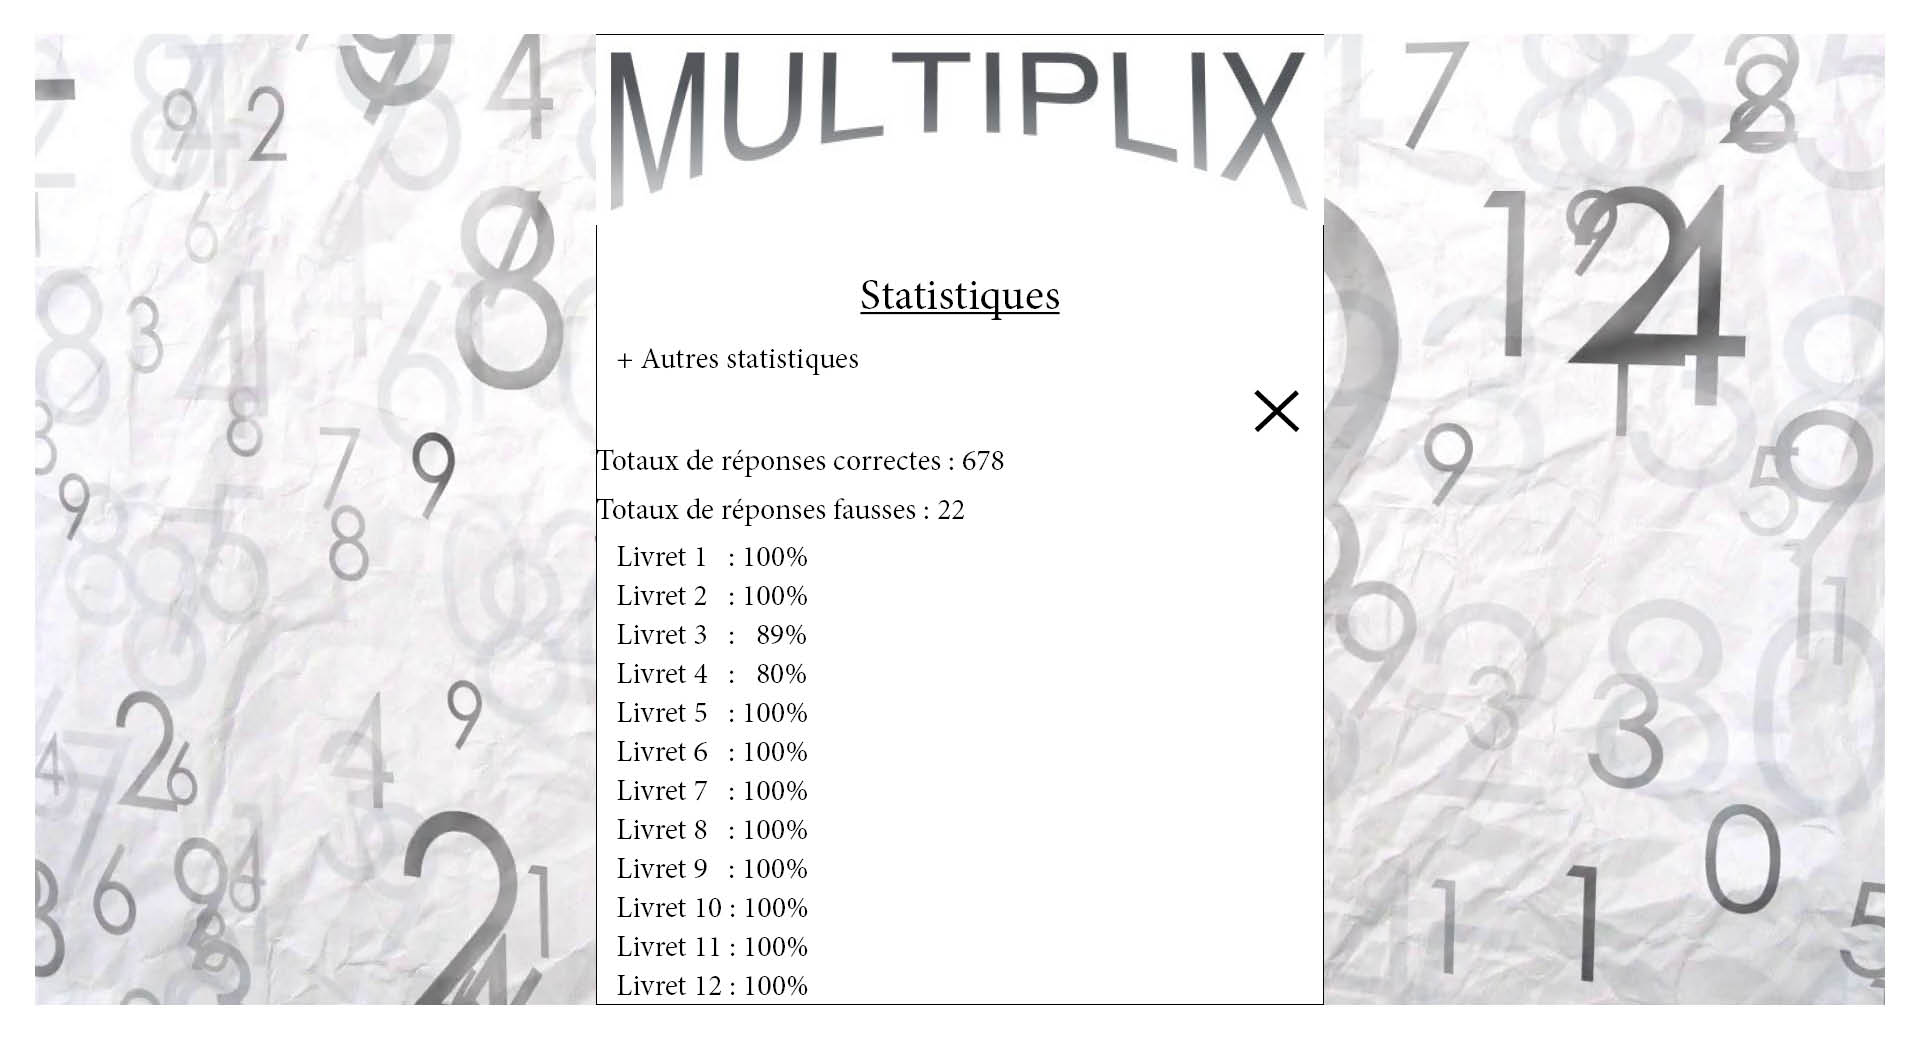 MULTIPLIX
Statistiques
+ Autres statistiques
Totaux de réponses correctes : 678
Totaux de réponses fausses : 22
Livret 1 : 100%
Livret 2 : 100%
Livret 3 : 89%
Livret 4 : 80%
Livret 5 : 100%
Livret 6 : 100%
Livret 7 : 100%
Livret 8 : 100%
Livret 9 : 100%
Livret 10 : 100%
Livret 11 : 100%
Livret 12 : 100%